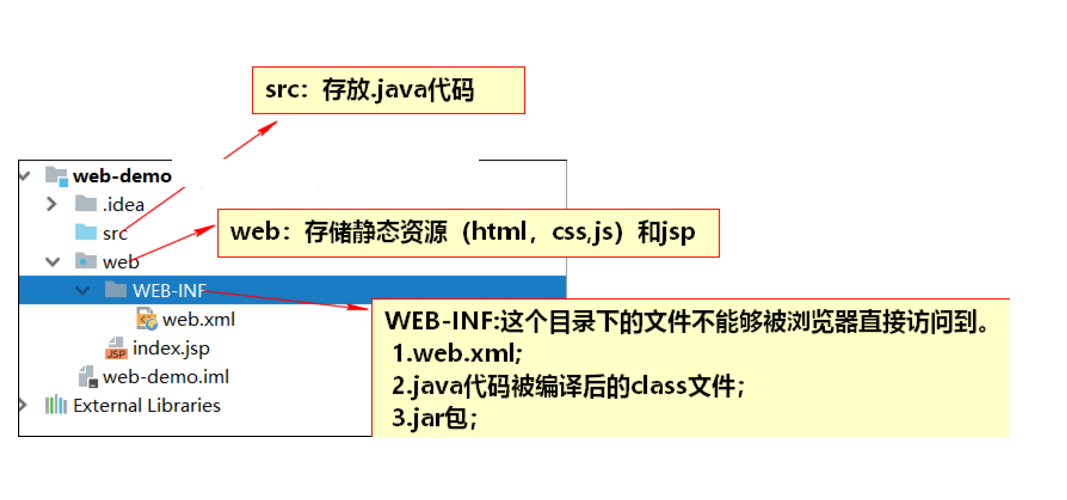 src：存放.java代码
web-demo
.idea
src
web：存储静态资源（html，css,js）和jsp
web
WEB-INF
WEB-INF:这个目录下的文件不能够被浏览器直接访问到。
web.xml
1.web.xml;
index.jsp
2.java代码被编译后的class文件；
web-demo.iml
3.jar包；
External Libraries